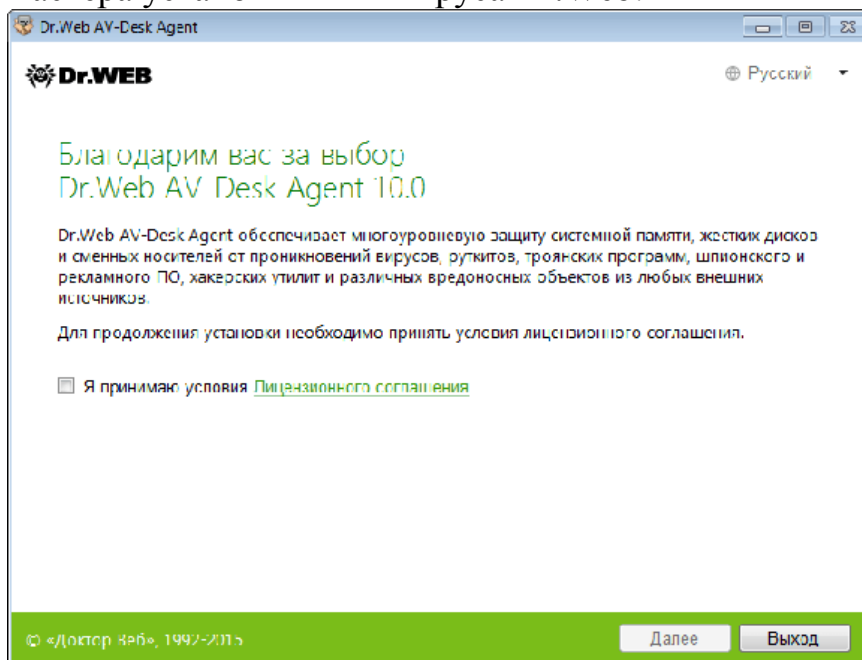 Dr.Web AV-Desk Agent
Dr.WEB
Русский
Благодарим вас за выбор
Dr.Web AV Desk Agent 10.0
Dr.Web AV-Desk Agent обеспечивает многоуровневую защиту системной памяти, жестких дисков
и сменных носителей от проникновений вирусов, руткитов, троянских программ, шпионского и
рекламного ПО, хакерских утилит и различных вредоносных объектов из любых внешних
источников.
Для продолжения установки необходимо принять условия лицензионного соглашения.
Я принимаю условия Лицензионного соглашения
© «Доктор Веб», 1992-2015
Далее
Выход